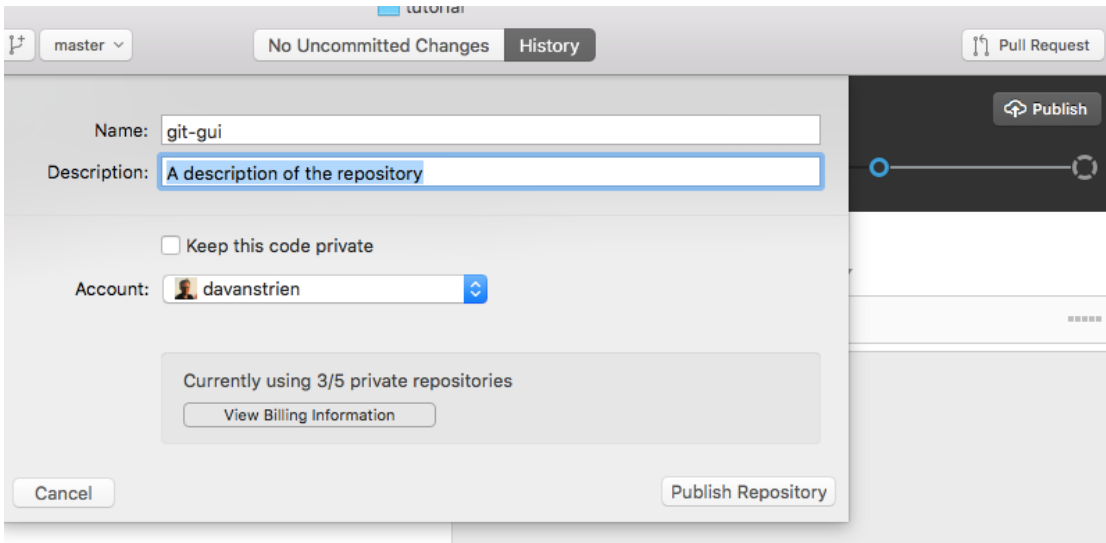 tutorial
master No Uncommitted Changes History Pull Request
Publish
Name: git-gui
Description: A description of the repository
Keep this code private
Account: davanstrien
Currently using 3/5 private repositories
View Billing Information
Cancel Publish Repository